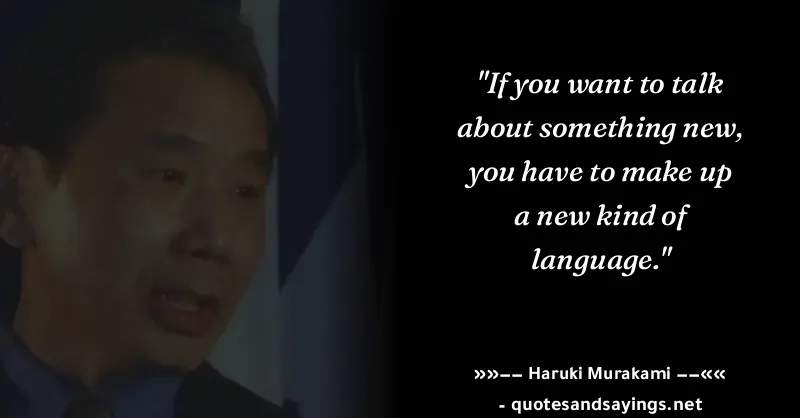 "If you want to talk
about something new,
you have to make up
a new kind of
language."
»»−− Haruki Murakami −−««
- quotesandsayings.net